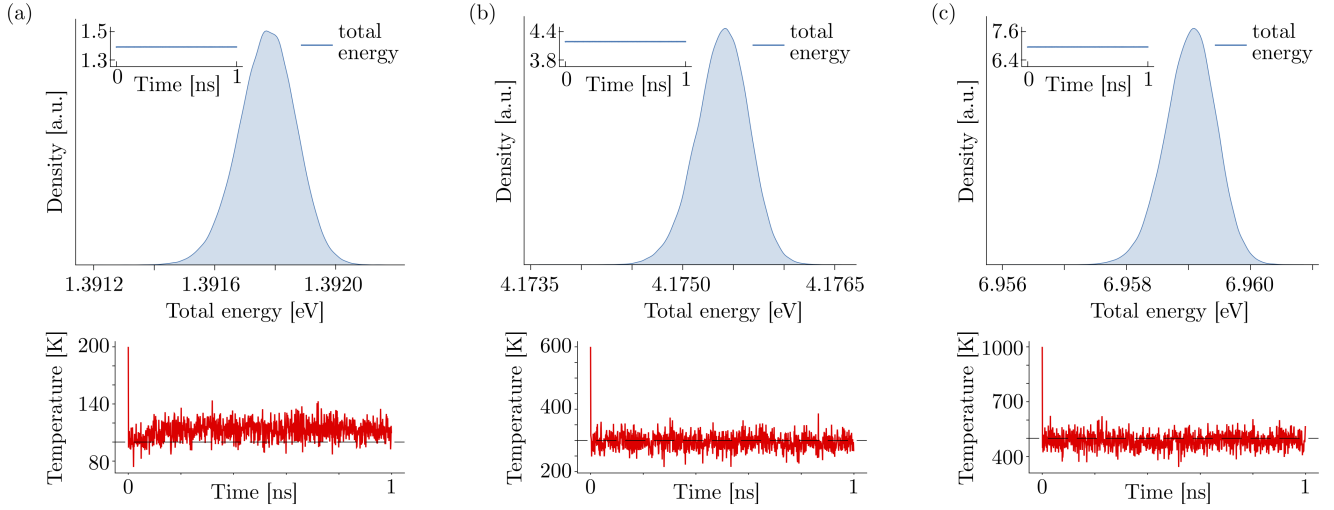 (a)
1.5
1.3
0
1
Time [ns]
total
energy
Density [a.u.]
1.3912
1.3916
1.3920
Total energy [eV]
(b)
4.4
3.8
0
1
Time [ns]
total
energy
Density [a.u.]
4.1735
4.1750
4.1765
Total energy [eV]
(c)
7.6
6.4
0
1
Time [ns]
total
energy
Density [a.u.]
6.956
6.958
6.960
Total energy [eV]
Temperature [K]
200
140
80
0
1
Time [ns]
Temperature [K]
600
400
200
0
1
Time [ns]
Temperature [K]
1000
700
400
0
1
Time [ns]